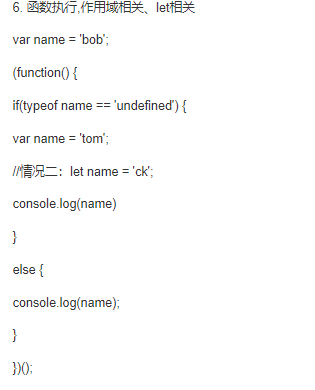 6. 函数执行,作用域相关、let相关
var name = 'bob';
(function() {
if(typeof name == 'undefined') {
var name = 'tom';
//情况二：let name = 'ck';
console.log(name)
}
else {
console.log(name);
}
})();